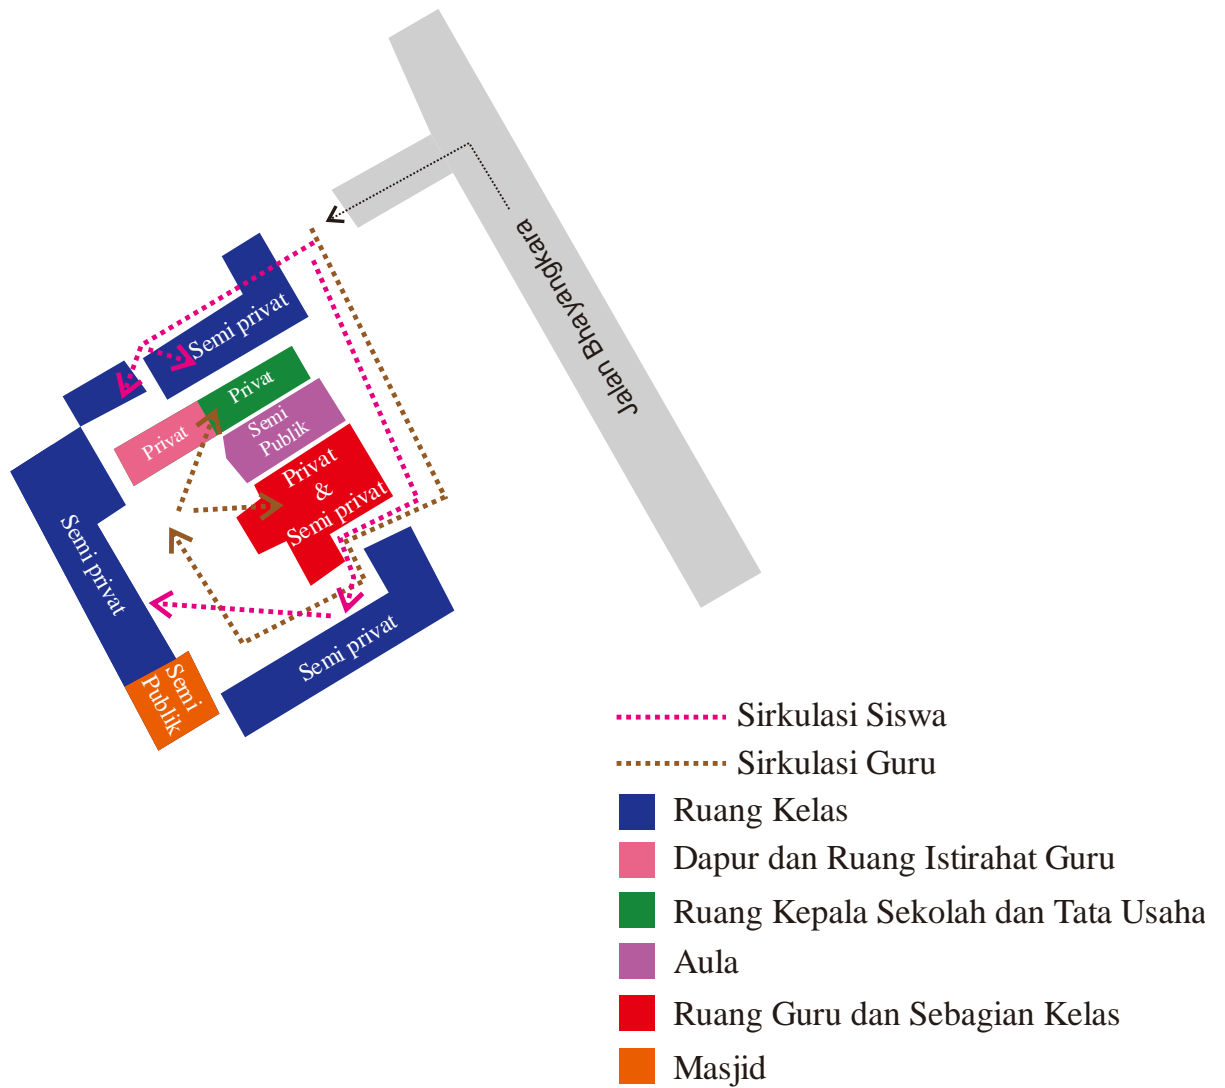 Jalan Bhayangkara
Semi privat
Privat
Privat
Semi
Publik
Privat
&
Semi privat
Semi privat
Semi privat
Semi
Publik
Sirkulasi Siswa
Sirkulasi Guru
Ruang Kelas
Dapur dan Ruang Istirahat Guru
Ruang Kepala Sekolah dan Tata Usaha
Aula
Ruang Guru dan Sebagian Kelas
Masjid